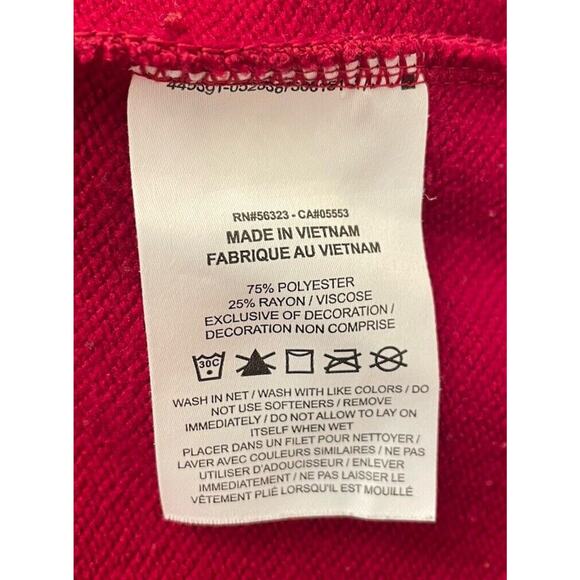 RN#56323 - CA#05553
MADE IN VIETNAM
FABRIQUE AU VIETNAM
75% POLYESTER
25% RAYON / VISCOSE
EXCLUSIVE OF DECORATION /
DECORATION NON COMPRISE
30C
WASH IN NET / WASH WITH LIKE COLORS / DO
NOT USE SOFTENERS / REMOVE
IMMEDIATELY / DO NOT ALLOW TO LAY ON
ITSELF WHEN WET
PLACER DANS UN FILET POUR NETTOYER /
LAVER AVEC COULEURS SIMILAIRES / NE PAS
UTILISER D'ADOUCISSEUR / ENLEVER
IMMÉDIATEMENT / NE PAS LAISSER LE
VÊTEMENT PLIÉ LORSQU'IL EST MOUILLÉ